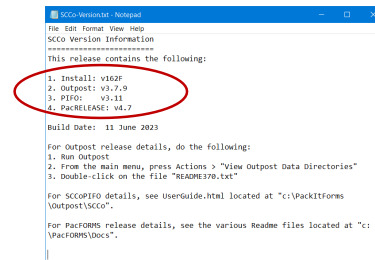 SCCo-Version.txt - Notepad
File Edit Format View Help
SCCo Version Information
========================
This release contains the following:
1. Install: v162F
2. Outpost: v3.7.9
3. PIFO: v3.11
4. PacRELEASE: v4.7
Build Date: 11 June 2023
For Outpost release details, do the following:
1. Run Outpost
2. From the main menu, press Actions > "View Outpost Data Directories"
3. Double-click on the file "README370.txt"
For SCCoPIFO details, see UserGuide.html located at "c:\PackItForms
\Outpost\SCCo".
For PacFORMS release details, see the various Readme files located at "c:
\PacFORMS\Docs".